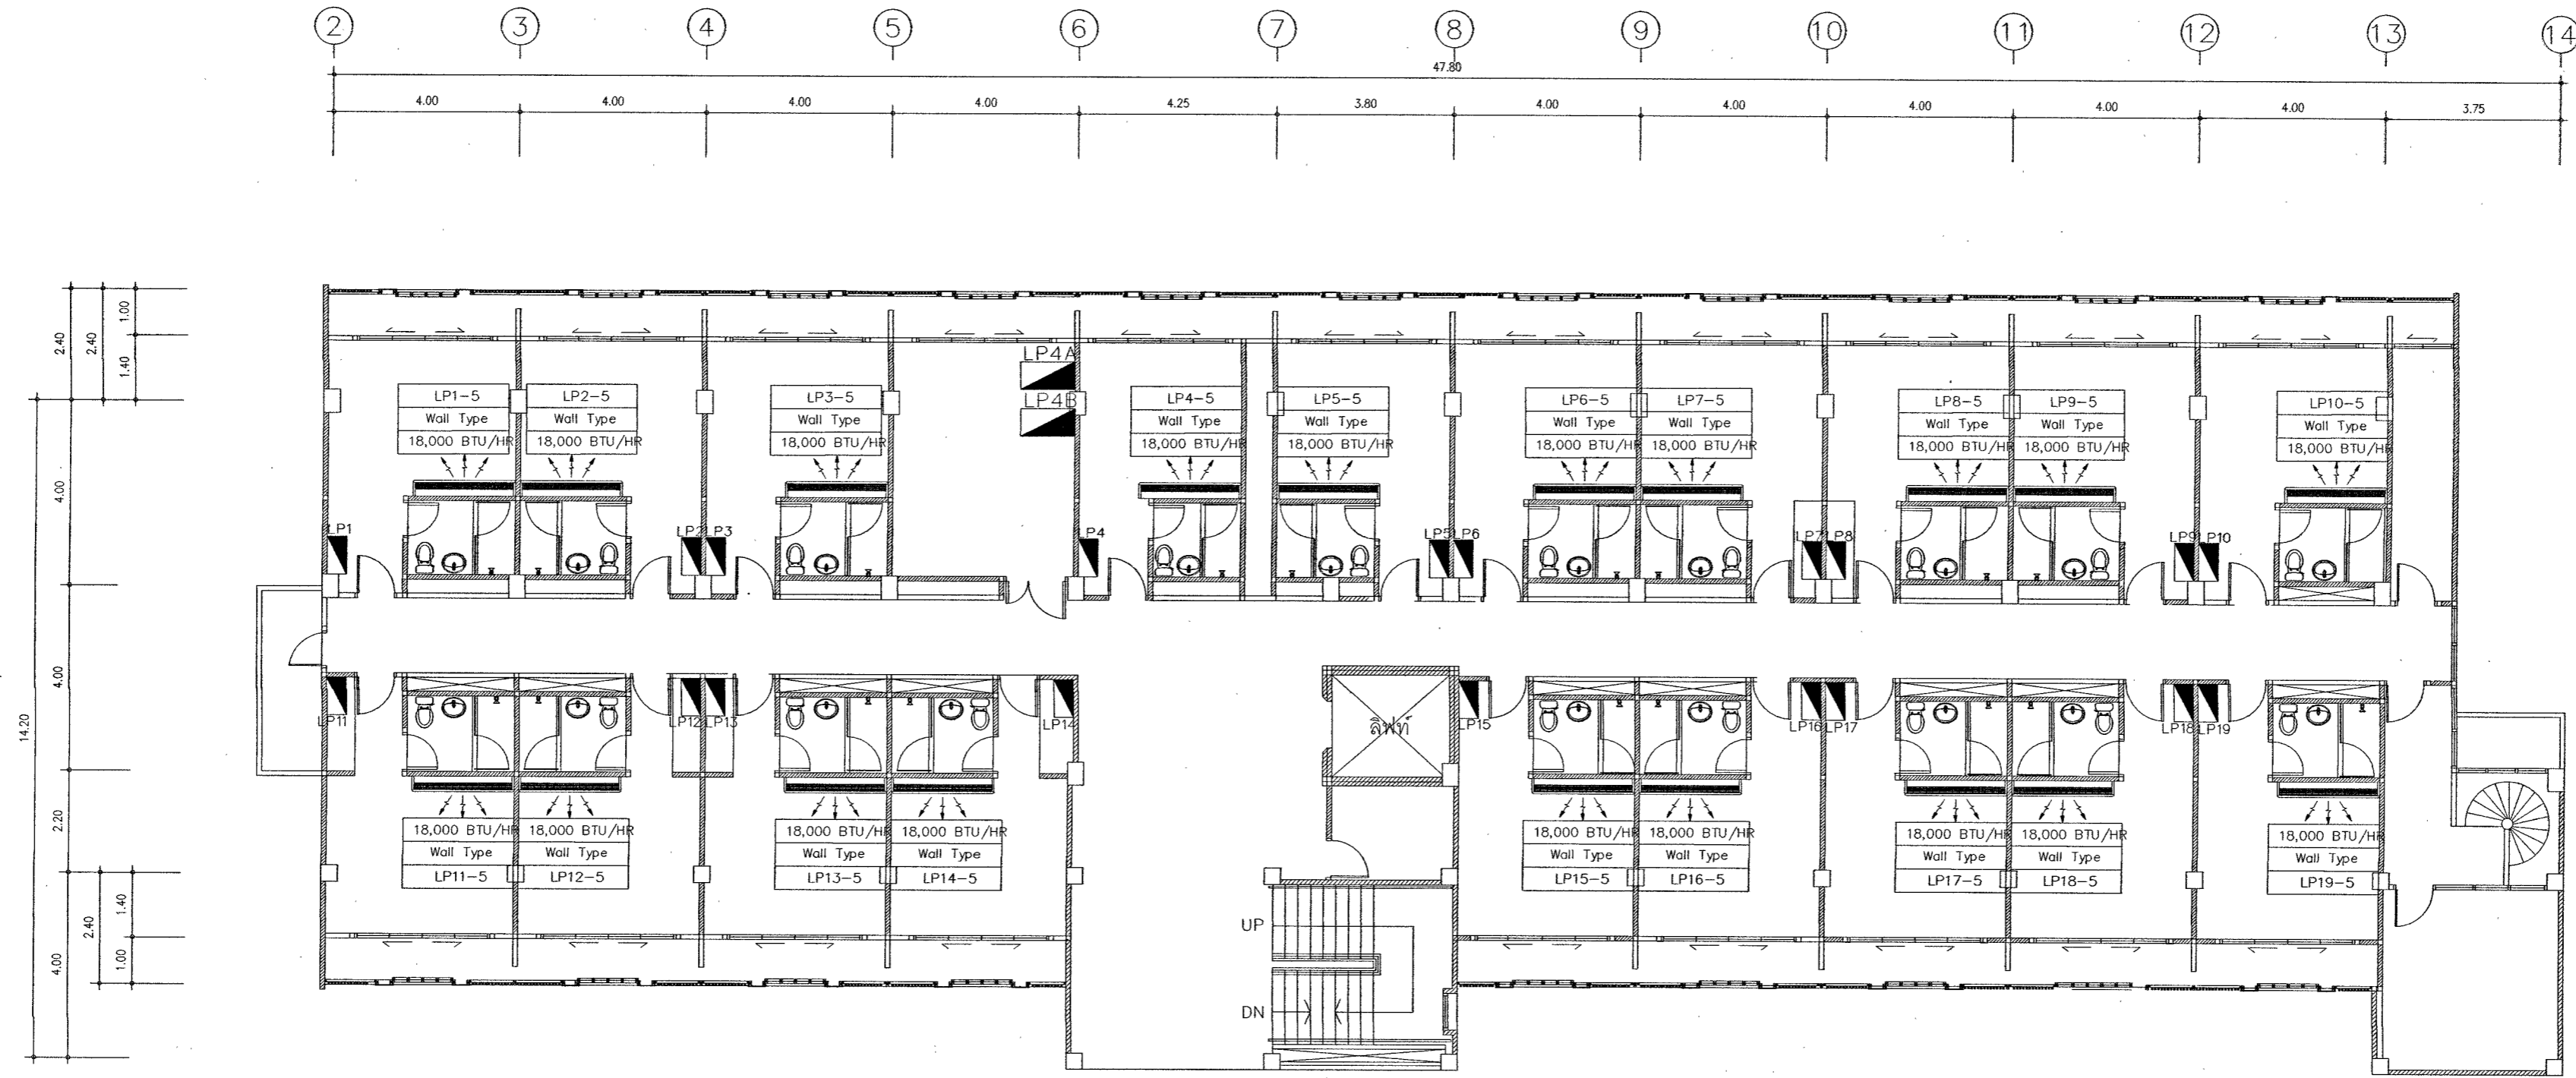 2 3 4 5 6 7 8 9 10 11 12 13 14
47.80
4.00 4.00 4.00 4.00 4.25 3.80 4.00 4.00 4.00 4.00 4.00 3.75
2.40 2.40 1.00
1.40
4.00
4.00
14.20
2.20
2.40 1.40
4.00 1.00
LP4A
LP4B
LP1-5 LP2-5 LP3-5 LP4-5 LP5-5 LP6-5 LP7-5 LP8-5 LP9-5 LP10-5
Wall Type Wall Type Wall Type Wall Type Wall Type Wall Type Wall Type Wall Type Wall Type Wall Type
18,000 BTU/HR 18,000 BTU/HR 18,000 BTU/HR 18,000 BTU/HR 18,000 BTU/HR 18,000 BTU/HR 18,000 BTU/HR 18,000 BTU/HR 18,000 BTU/HR 18,000 BTU/HR
LP1 LP2 LP3 LP4 LP5 LP6 LP7 LP8 LP9 LP10
LP11 LP12 LP13 LP14 LP15 LP16 LP17 LP18 LP19
ลิฟท์
18,000 BTU/HR 18,000 BTU/HR 18,000 BTU/HR 18,000 BTU/HR 18,000 BTU/HR 18,000 BTU/HR 18,000 BTU/HR 18,000 BTU/HR 18,000 BTU/HR
Wall Type Wall Type Wall Type Wall Type Wall Type Wall Type Wall Type Wall Type Wall Type
LP11-5 LP12-5 LP13-5 LP14-5 LP15-5 LP16-5 LP17-5 LP18-5 LP19-5
UP
DN